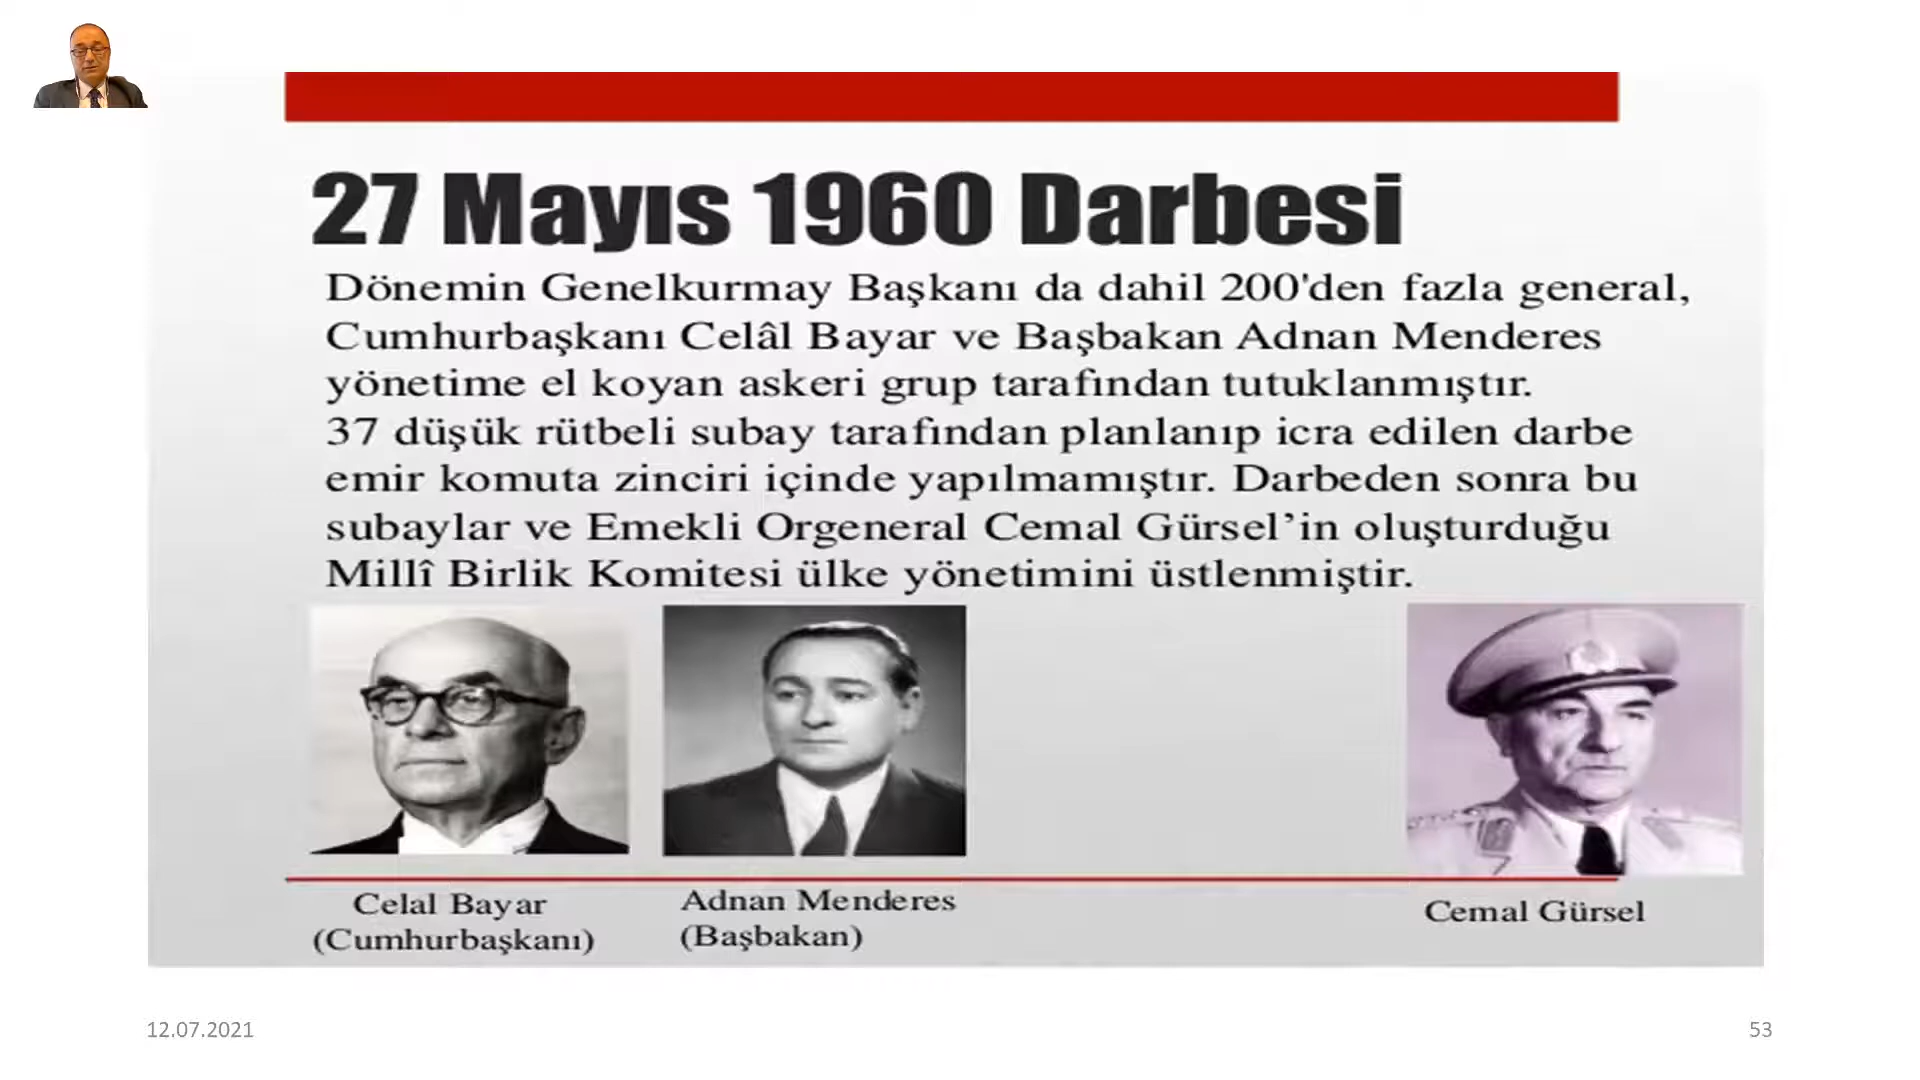 27 Mayıs 1960 Darbesi
Dönemin Genelkurmay Başkanı da dahil 200'den fazla general,
Cumhurbaşkanı Celâl Bayar ve Başbakan Adnan Menderes
yönetime el koyan askeri grup tarafından tutuklanmıştır.
37 düşük rütbeli subay tarafından planlanıp icra edilen darbe
emir komuta zinciri içinde yapılmamıştır. Darbeden sonra bu
subaylar ve Emekli Orgeneral Cemal Gürsel’in oluşturduğu
Millî Birlik Komitesi ülke yönetimini üstlenmiştir.
Celal Bayar
(Cumhurbaşkanı)
Adnan Menderes
(Başbakan)
Cemal Gürsel
12.07.2021
53